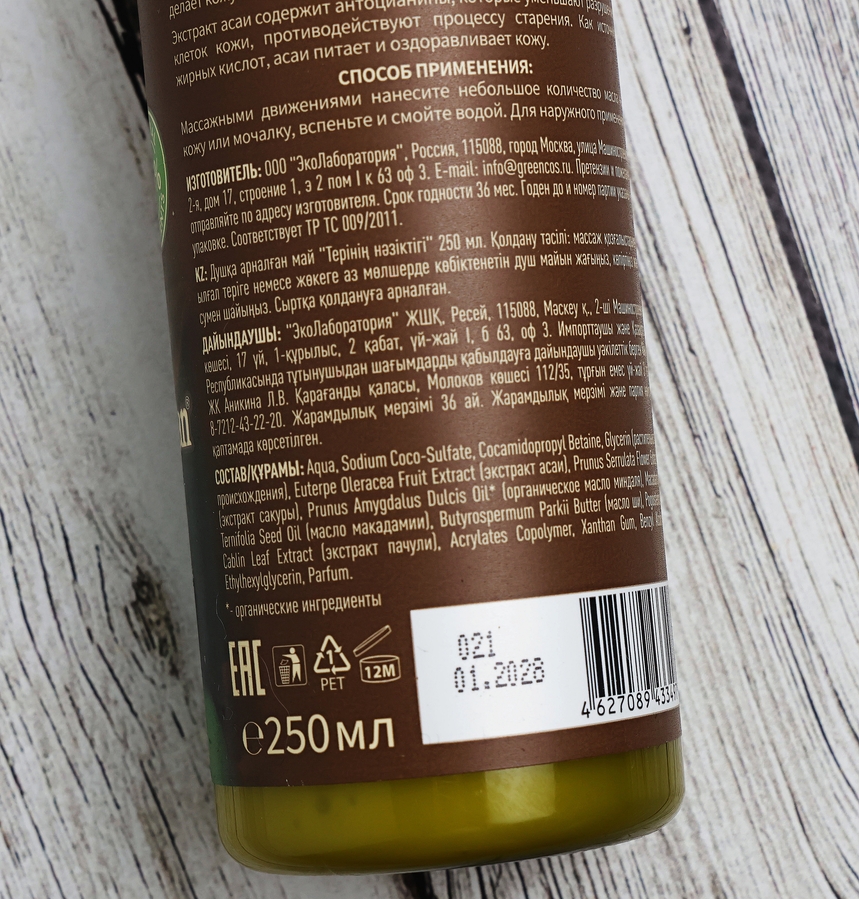 делает кожу
Экстракт асаи содержит антоцианины, которые уменьшают
клеток кожи, противодействуют процессу старения. Как
жирных кислот, асаи питает и оздоравливает кожу.
СПОСОБ ПРИМЕНЕНИЯ:
Массажными движениями нанесите небольшое количество
кожу или мочалку, вспеньте и смойте водой. Для наружного
ИЗГОТОВИТЕЛЬ: ООО "ЭкоЛаборатория", Россия, 115088, город Москва, улица
2-я, дом 17, строение 1, э 2 пом I к 63 оф 3. E-mail: info@greencos.ru. Претензии и
отправляйте по адресу изготовителя. Срок годности 36 мес. Годен до и номер партии
упаковке. Соответствует ТР ТС 009/2011.
KZ: Душқа арналған май "Терінің нәзіктігі" 250 мл. Қолдану тәсілі: массаж
ылғал теріге немесе жөкеге аз мөлшерде көбіктенетін душ майын жағыңыз,
сумен шайыңыз. Сыртқа қолдануға арналған.
ДАЙЫНДАУШЫ: "ЭкоЛаборатория" ЖШҚ, Ресей, 115088, Мәскеу қ., 2-ші
көшесі, 17 үй, 1-құрылыс, 2 қабат, үй-жай I, б 63, оф 3. Импорттаушы және
Республикасында тұтынушыдан шағымдарды қабылдауға дайындаушы уәкілеттік
ЖК Аникина Л.В. Қарағанды қаласы, Молоков көшесі 112/35, тұрғын емес үй-жай
8-7212-43-22-20. Жарамдылық мерзімі 36 ай. Жарамдылық мерзімі және партия
қаптамада көрсетілген.
СОСТАВ/ҚҰРАМЫ: Aqua, Sodium Coco-Sulfate, Cocamidopropyl Betaine, Glycerin
происхождения), Euterpe Oleracea Fruit Extract (экстракт асаи), Prunus Serrulata Flower
(экстракт сакуры), Prunus Amygdalus Dulcis Oil* (органическое масло миндаля),
Ternifolia Seed Oil (масло макадамии), Butyrospermum Parkii Butter (масло ши),
Cablin Leaf Extract (экстракт пачули), Acrylates Copolymer, Xanthan Gum,
Ethylhexylglycerin, Parfum.
*- органические ингредиенты
EAC
1
PET
12M
021
01.2028
4 627089
℮250 мл